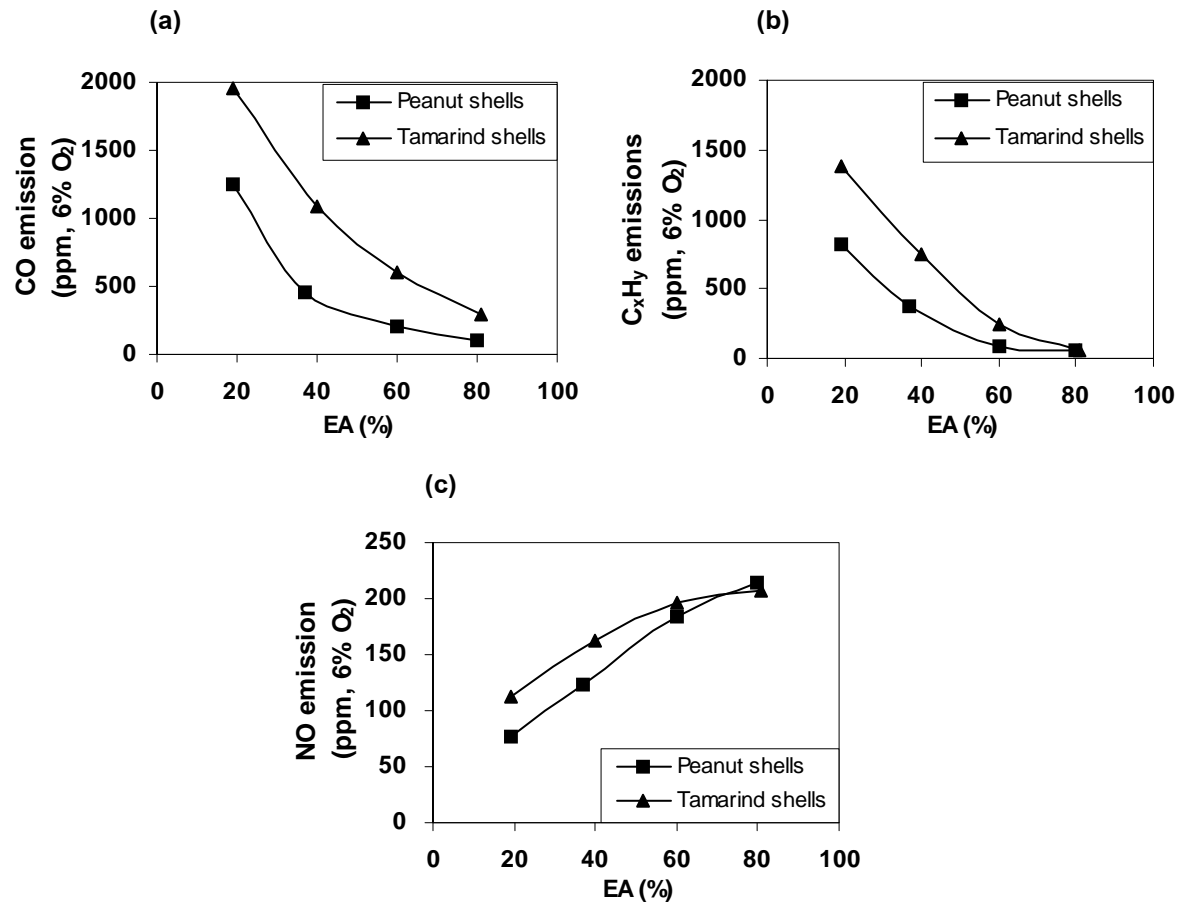 (a)
CO emission
(ppm, 6% O₂)
2000
1500
1000
500
0
0 20 40 60 80 100
EA (%)
Peanut shells
Tamarind shells
(b)
CₓHᵧ emissions
(ppm, 6% O₂)
2000
1500
1000
500
0
0 20 40 60 80 100
EA (%)
Peanut shells
Tamarind shells
(c)
NO emission
(ppm, 6% O₂)
250
200
150
100
50
0
0 20 40 60 80 100
EA (%)
Peanut shells
Tamarind shells